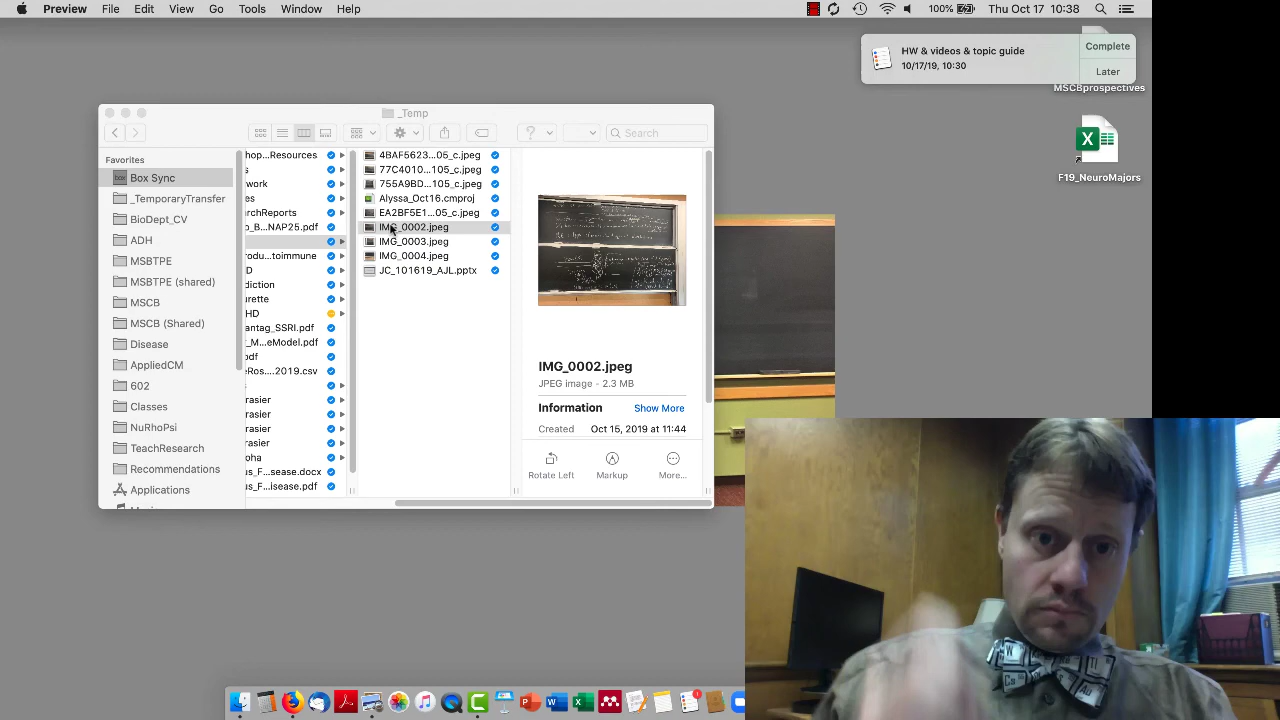 Preview File Edit View Go Tools Window Help 100% Thu Oct 17 10:38
HW & videos & topic guide
10/17/19, 10:30
Complete
Later
MSCBprospectives
F19_NeuroMajors
_Temp
Search
Favorites
Box Sync
_TemporaryTransfer
BioDept_CV
ADH
MSBTPE
MSBTPE (shared)
MSCB
MSCB (Shared)
Disease
AppliedCM
602
Classes
NuRhoPsi
TeachResearch
Recommendations
Applications
hop...Resources
s
work
es
rchReports
b_B...NAP25.pdf
produ...toimmune
D
diction
urette
HD
antag_SSRI.pdf
_M...eModel.pdf
pdf
eRos...2019.csv
rasier
rasier
rasier
oha
us_F...isease.docx
us_F...isease.pdf
4BAF5623...05_c.jpeg
77C4010...105_c.jpeg
755A9BD...105_c.jpeg
Alyssa_Oct16.cmproj
EA2BF5E1...05_c.jpeg
IMG_0002.jpeg
IMG_0003.jpeg
IMG_0004.jpeg
JC_101619_AJL.pptx
IMG_0002.jpeg
JPEG image - 2.3 MB
Information Show More
Created Oct 15, 2019 at 11:44
Rotate Left Markup More...
W
Cs
Au